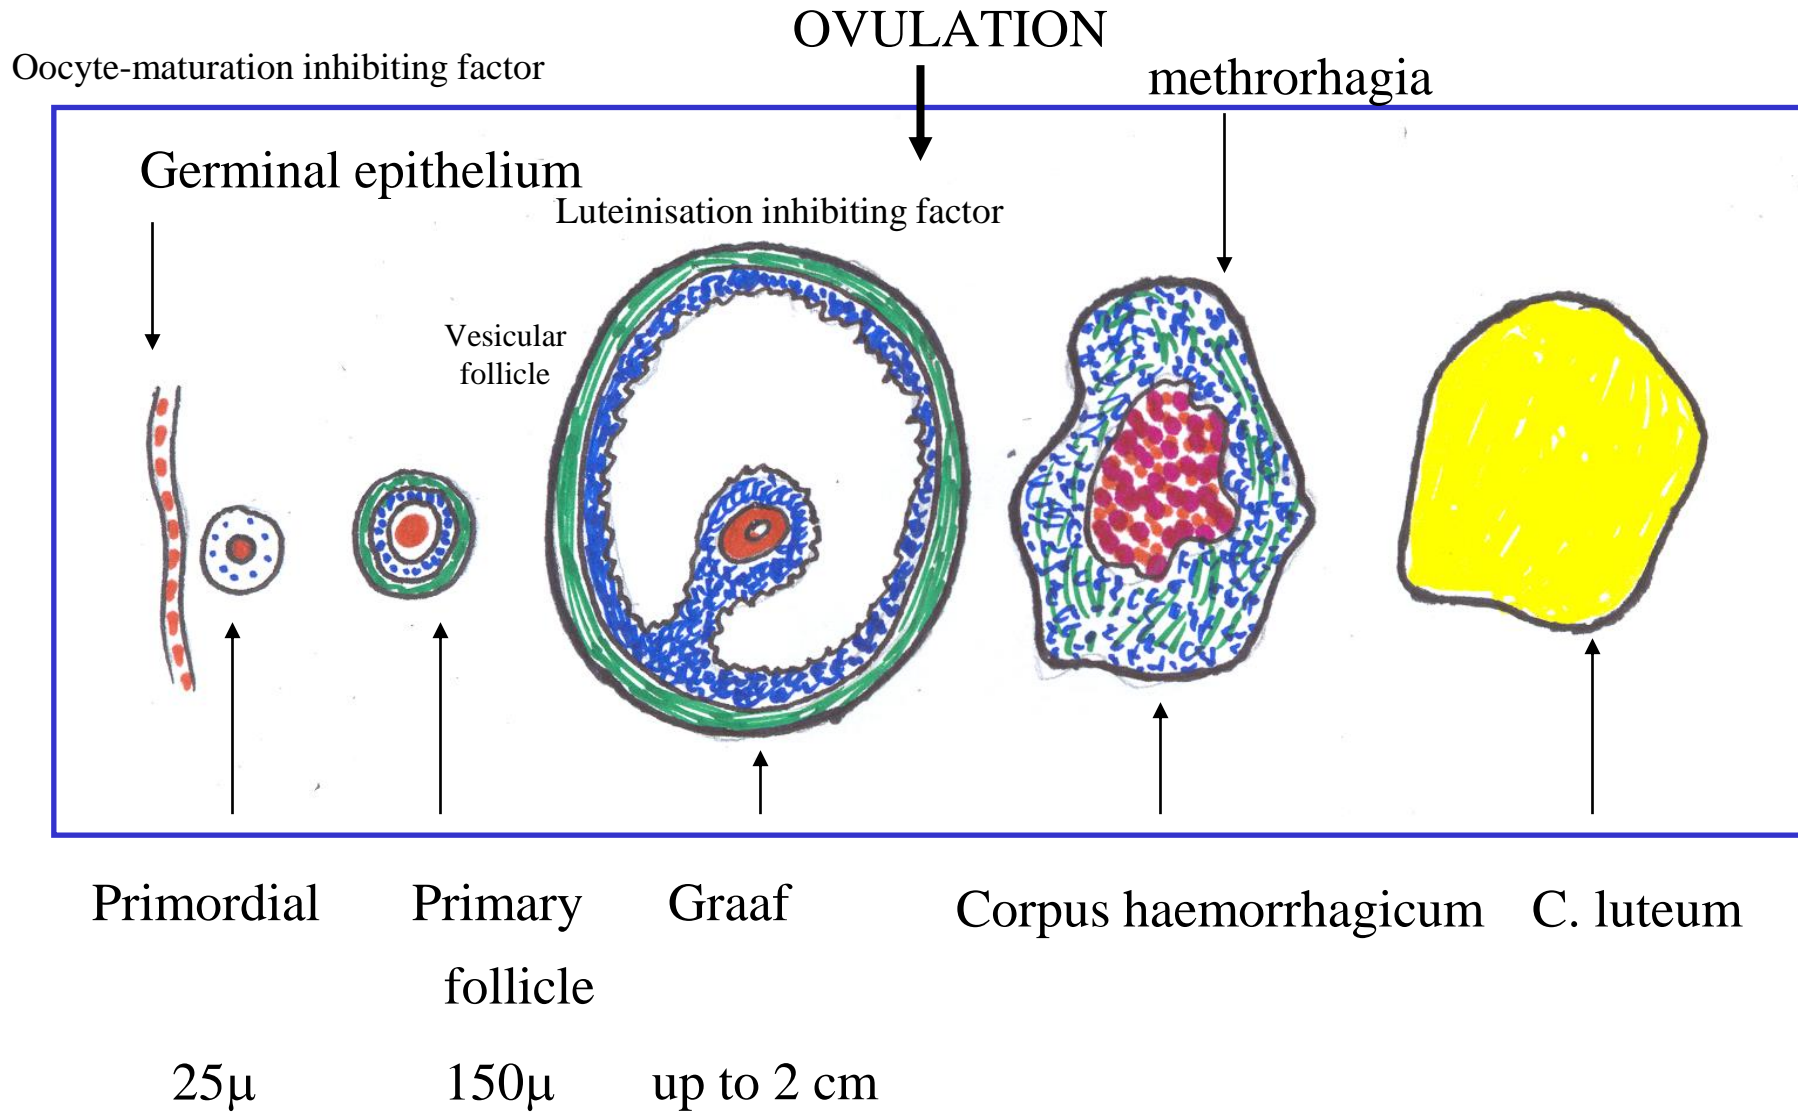 OVULATION
Oocyte-maturation inhibiting factor
methrorhagia
Germinal epithelium
Luteinisation inhibiting factor
Vesicular
follicle
Primordial
Primary
Graaf
Corpus haemorrhagicum
C. luteum
follicle
25μ
150μ
up to 2 cm